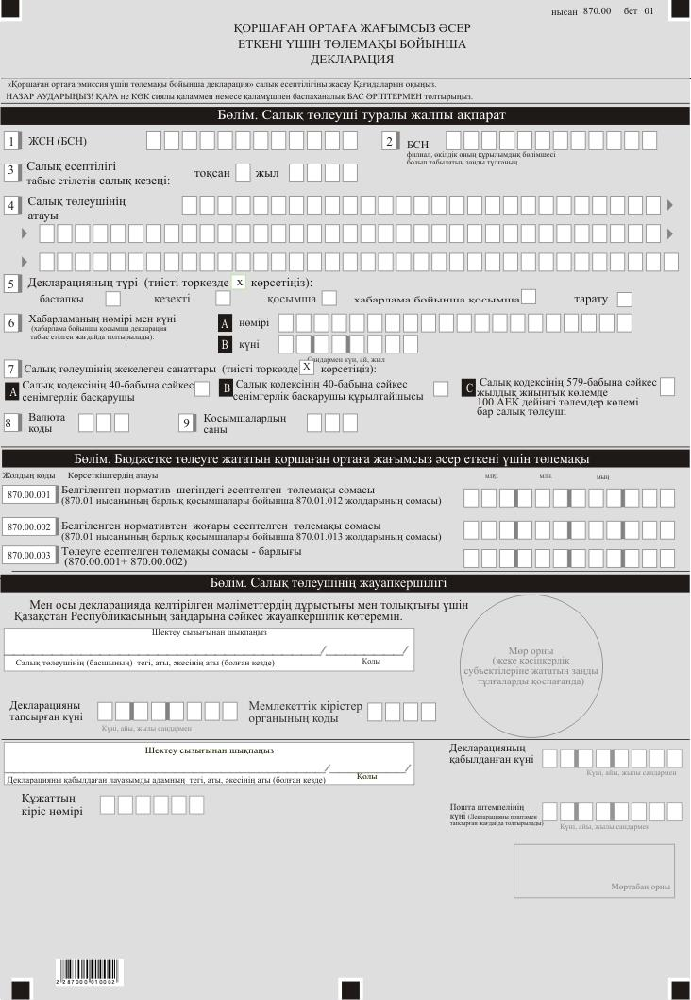 нысан 870.00 бет 01
ҚОРШАҒАН ОРТАҒА ЖАҒЫМСЫЗ ӘСЕР
ЕТКЕНІ ҮШІН ТӨЛЕМАҚЫ БОЙЫНША
ДЕКЛАРАЦИЯ
«Қоршаған ортаға эмиссия үшін төлемақы бойынша декларация» салық есептілігіны жасау Қағидаларын оқыңыз.
НАЗАР АУДАРЫҢЫЗ! ҚАРА не КӨК сиялы қаламмен немесе қаламұшпен баспаханалық БАС ӘРІПТЕРМЕН толтырыңыз.
Бөлім. Салық төлеуші туралы жалпы ақпарат
1 ЖСН (БСН)
2 БСН
филиал, өкілдік оның құрылымдық бөлімшесі
болып табылатын заңды тұлғаның
3 Салық есептілігі
табыс етілетін салық кезеңі:
тоқсан жыл
4 Салық төлеушінің
атауы
5 Декларацияның түрі (тиісті торкөзде x көрсетіңіз):
бастапқы кезекті қосымша хабарлама бойынша қосымша тарату
6 Хабарламаның нөмірі мен күні
(хабарлама бойынша қосымша декларация
табыс етілген жағдайда толтырылады):
A нөмірі
B күні
Сандармен күн, ай, жыл
7 Салық төлеушінің жекелеген санаттары (тиісті торкөзде X көрсетіңіз):
A Салық кодексінің 40-бабына сәйкес
сенімгерлік басқарушы
B Салық кодексінің 40-бабына сәйкес
сенімгерлік басқарушы құрылтайшысы
C Салық кодексінің 579-бабына сәйкес
жылдық жиынтық көлемде
100 АЕК дейінгі төлемдер көлемі
бар салық төлеуші
8 Валюта
коды
9 Қосымшалардың
саны
Бөлім. Бюджетке төлеуге жататын қоршаған ортаға жағымсыз әсер еткені үшін төлемақы
Жолдың коды Көрсеткіштердің атауы млрд млн. мың
870.00.001 Белгіленген норматив шегіндегі есептелген төлемақы сомасы
(870.01 нысанының барлық қосымшалары бойынша 870.01.012 жолдарының сомасы)
870.00.002 Белгіленген нормативтен жоғары есептелген төлемақы сомасы
(870.01 нысанының барлық қосымшалары бойынша 870.01.013 жолдарының сомасы)
870.00.003 Төлеуге есептелген төлемақы сомасы - барлығы
(870.00.001+ 870.00.002)
Бөлім. Салық төлеушінің жауапкершілігі
Мен осы декларацияда келтірілген мәліметтердің дұрыстығы мен толықтығы үшін
Қазақстан Республикасының заңдарына сәйкес жауапкершілік көтеремін.
Шектеу сызығынан шықпаңыз
Салық төлеушінің (басшының) тегі, аты, әкесінің аты (болған кезде) Қолы
Мөр орны
(жеке кәсіпкерлік
субъектілеріне жататын заңды
тұлғаларды қоспағанда)
Декларацияны
тапсырған күні
Күні, айы, жылы сандармен
Мемлекеттік кірістер
органының коды
Шектеу сызығынан шықпаңыз
Декларацияны қабылдаған лауазымды адамның тегі, аты, әкесінің аты (болған кезде) Қолы
Декларацияның
қабылданған күні
Күні, айы, жылы сандармен
Құжаттың
кіріс нөмірі
Пошта штемпелінің
күні (Декларацияны поштамен
тапсырған жағдайда толтырылады)
Күні, айы, жылы сандармен
Мөртабан орны
2 287000 010002